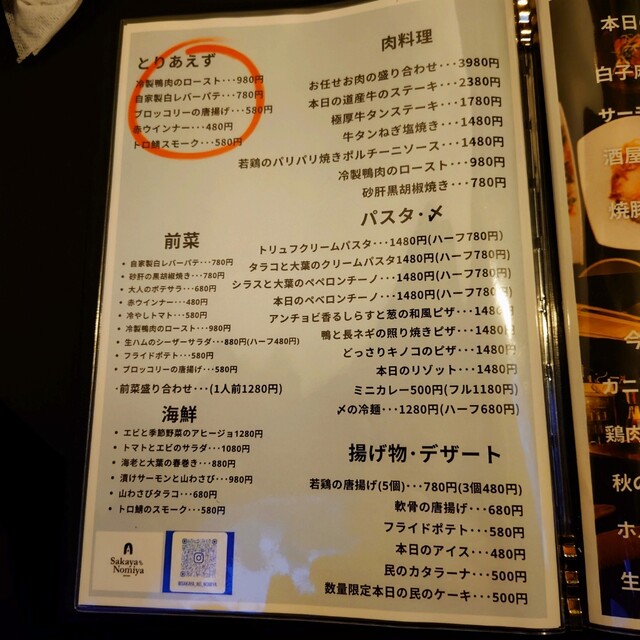 とりあえず
冷製鴨肉のロースト･･･980円
自家製白レバーパテ･･･780円
ブロッコリーの唐揚げ･･･580円
赤ウインナー･･･480円
トロ鯖スモーク･･･580円
前菜
• 自家製白レバーパテ･･･780円
• 砂肝の黒胡椒焼き･･･780円
• 大人のポテサラ･･･680円
• 赤ウインナー･･･480円
• 冷やしトマト･･･580円
• 冷製鴨肉のロースト･･･980円
• 生ハムのシーザーサラダ･･･880円(ハーフ480円)
• フライドポテト･･･580円
• ブロッコリーの唐揚げ･･･580円
･前菜盛り合わせ･･･(1人前1280円)
海鮮
• エビと季節野菜のアヒージョ1280円
• トマトとエビのサラダ･･･1080円
• 海老と大葉の春巻き･･･880円
• 漬けサーモンと山わさび･･･980円
• 山わさびタラコ･･･680円
• トロ鯖のスモーク･･･580円
Sakaya
Nomiya
肉料理
お任せお肉の盛り合わせ･･･3980円
本日の道産牛のステーキ･･･2380円
極厚牛タンステーキ･･･1780円
牛タンねぎ塩焼き･･･1480円
若鶏のパリパリ焼きポルチーニソース･･･1480円
冷製鴨肉のロースト･･･980円
砂肝黒胡椒焼き･･･780円
パスタ･〆
トリュフクリームパスタ･･･1480円(ハーフ780円)
タラコと大葉のクリームパスタ1480円(ハーフ780円)
シラスと大葉のペペロンチーノ･･･1480円(ハーフ780円)
本日のペペロンチーノ･･･1480円(ハーフ780円)
アンチョビ香るしらすと葱の和風ピザ･･･1480円
鴨と長ネギの照り焼きピザ･･･1480円
どっさりキノコのピザ･･･1480円
本日のリゾット･･･1480円
ミニカレー500円(フル1180円)
〆の冷麺･･･1280円(ハーフ680円)
揚げ物･デザート
若鶏の唐揚げ(5個)･･･780円(3個480円)
軟骨の唐揚げ･･･680円
フライドポテト･･･580円
本日のアイス･･･480円
民のカタラーナ･･･500円
数量限定本日の民のケーキ･･･500円
本日
白子
サー
酒屋
焼豚
今
カニ
鶏肉
秋の
ホ
生